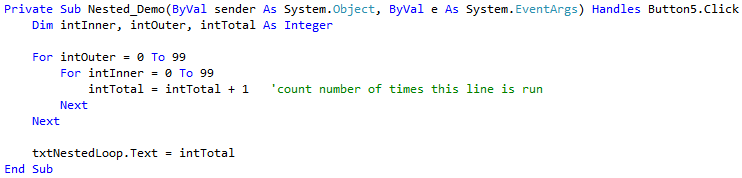 Private Sub Nested_Demo(ByVal sender As System.Object, ByVal e As System.EventArgs) Handles Button5.Click
    Dim intInner, intOuter, intTotal As Integer

    For intOuter = 0 To 99
        For intInner = 0 To 99
            intTotal = intTotal + 1   'count number of times this line is run
        Next
    Next

    txtNestedLoop.Text = intTotal
End Sub